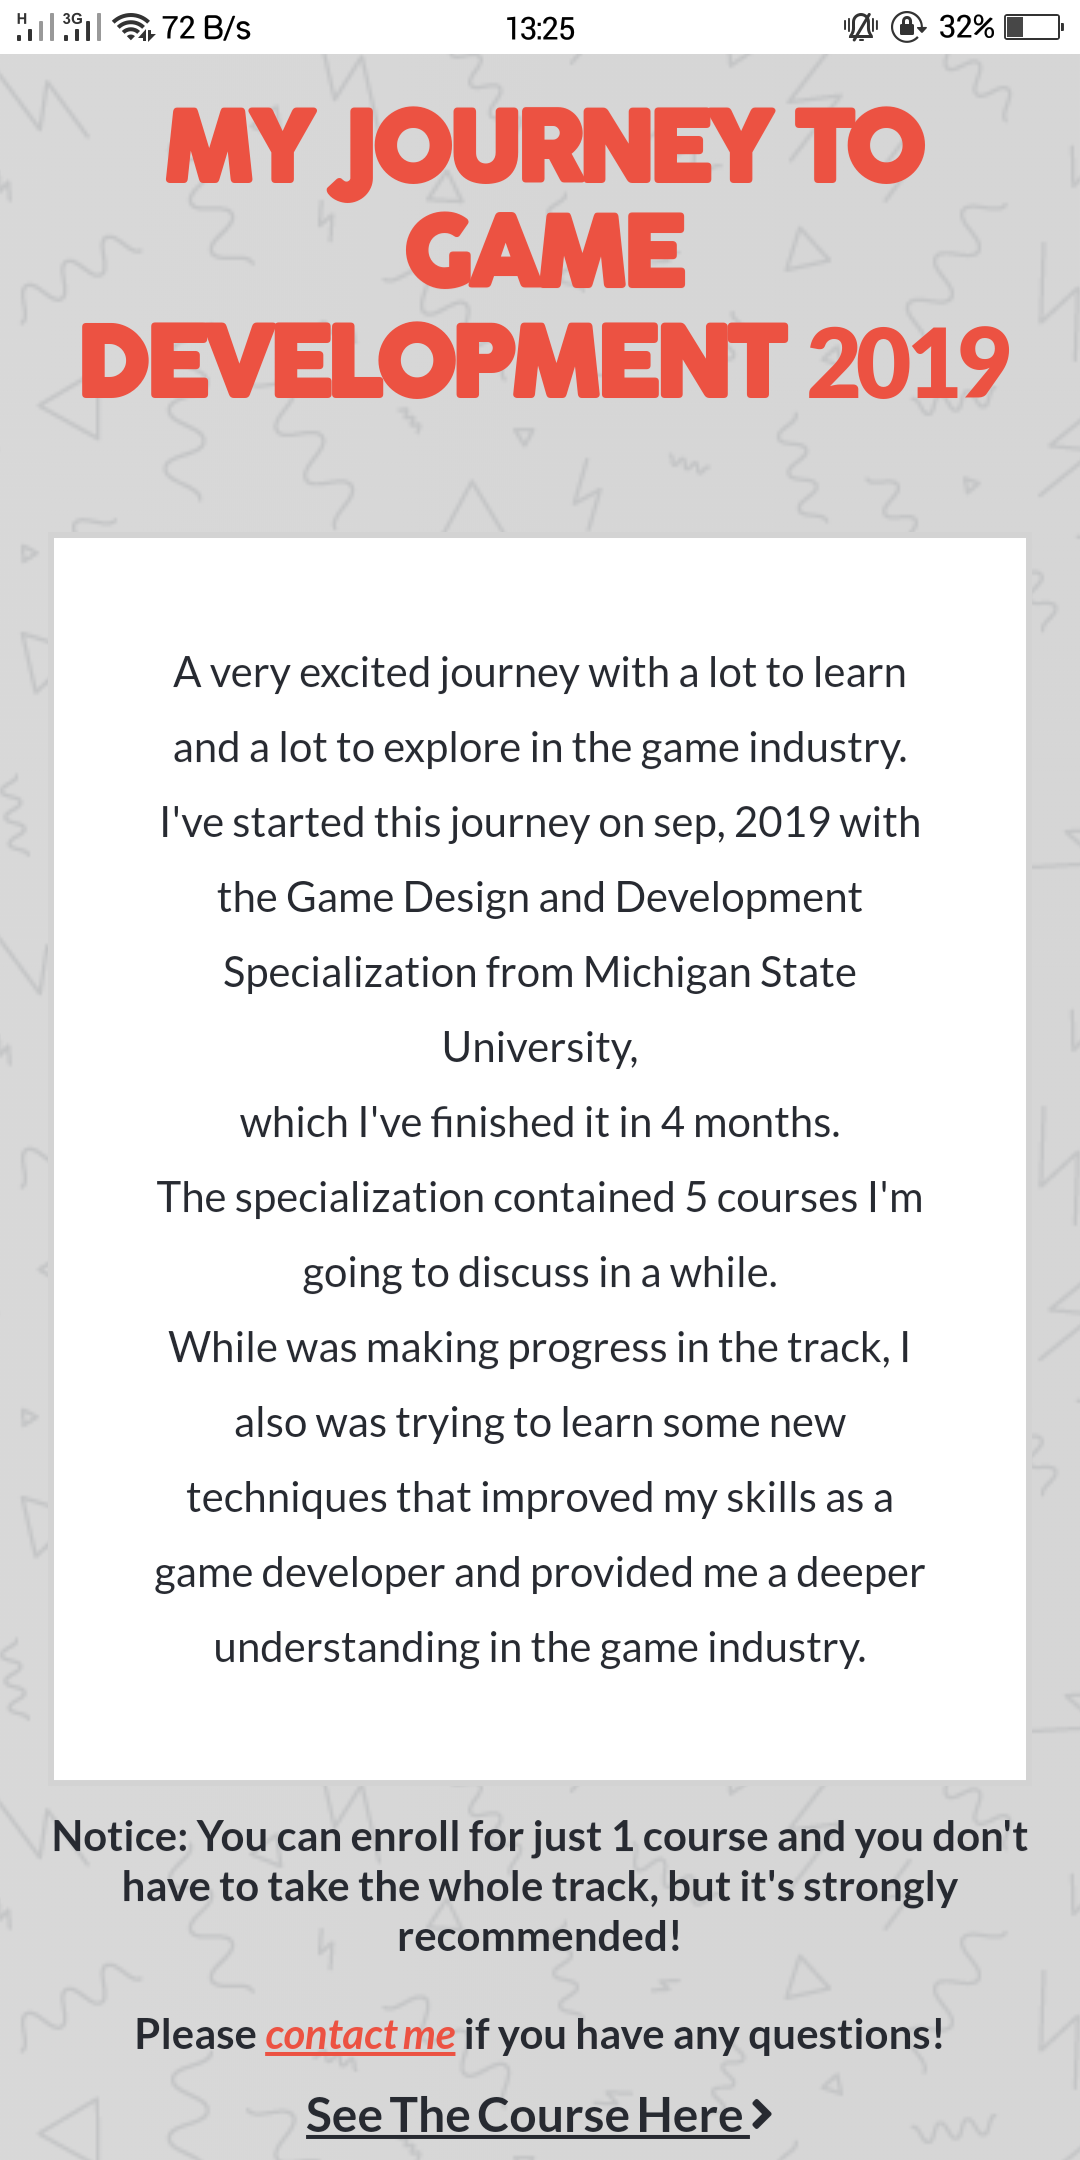 H 3G 72 B/s 13:25 32%
MY JOURNEY TO
GAME
DEVELOPMENT 2019
A very excited journey with a lot to learn
and a lot to explore in the game industry.
I've started this journey on sep, 2019 with
the Game Design and Development
Specialization from Michigan State
University,
which I've finished it in 4 months.
The specialization contained 5 courses I'm
going to discuss in a while.
While was making progress in the track, I
also was trying to learn some new
techniques that improved my skills as a
game developer and provided me a deeper
understanding in the game industry.
Notice: You can enroll for just 1 course and you don't
have to take the whole track, but it's strongly
recommended!
Please contact me if you have any questions!
See The Course Here